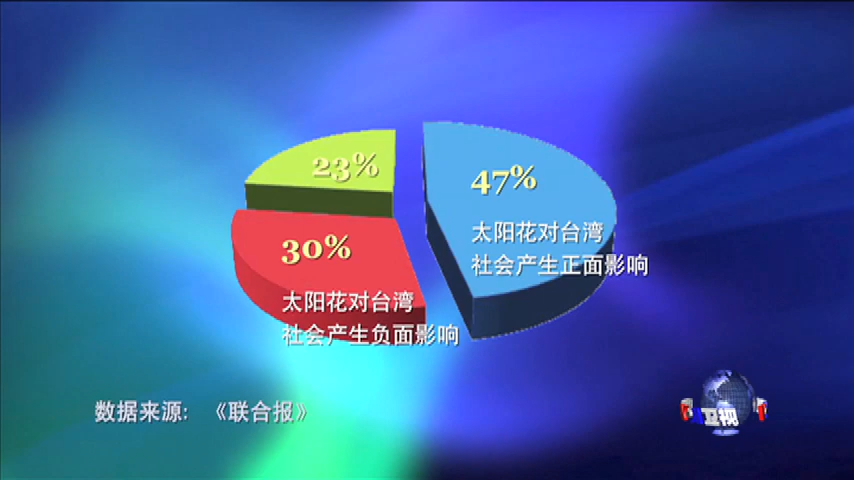 23%
47%
太阳花对台湾
社会产生正面影响
30%
太阳花对台湾
社会产生负面影响
数据来源: 《联合报》
卫视